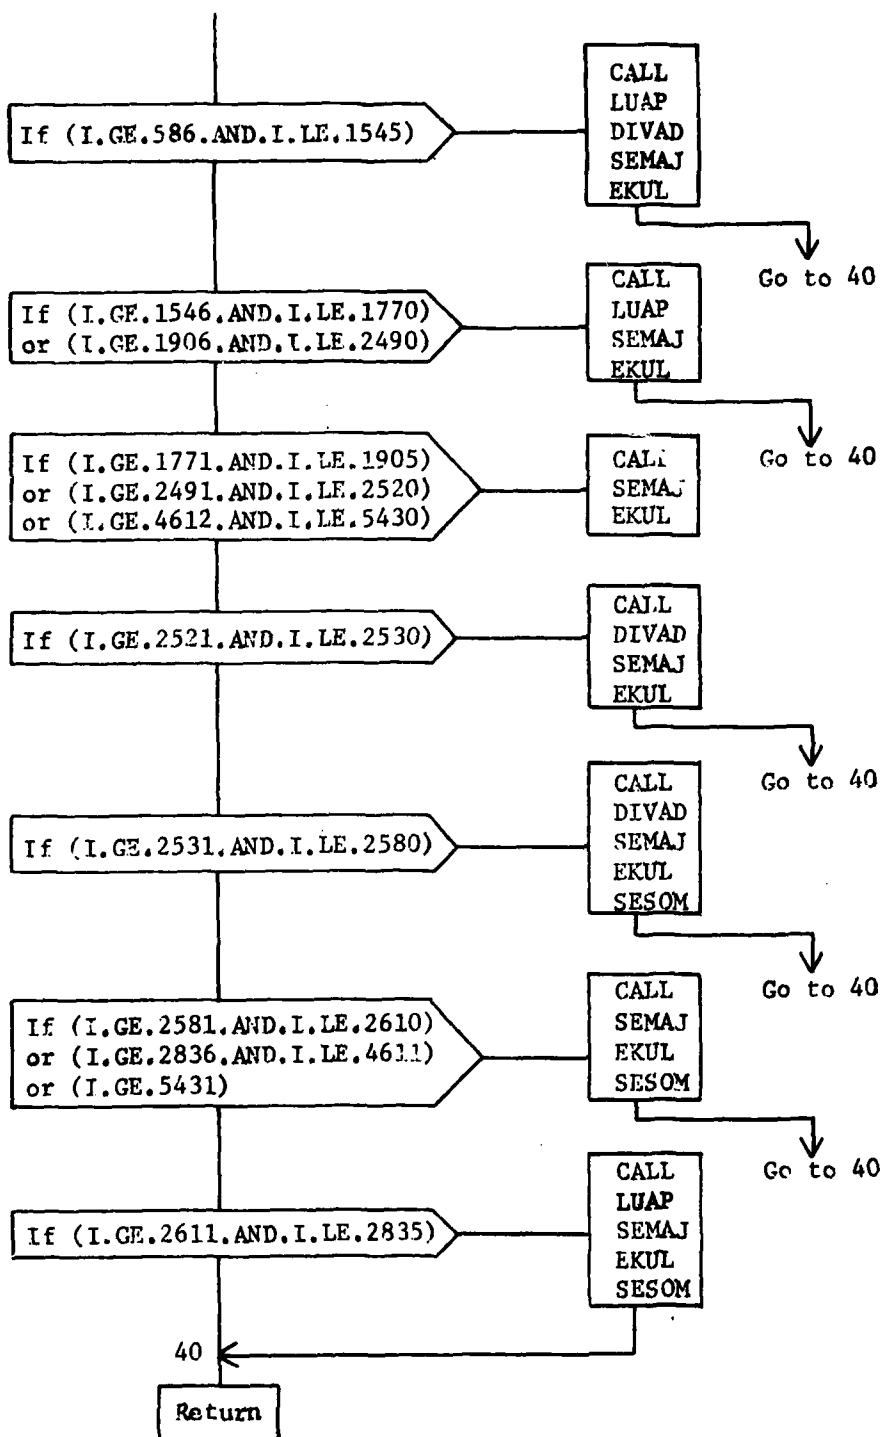 If (I.GE.586.AND.I.LE.1545)
CALL
LUAP
DIVAD
SEMAJ
EKUL
Go to 40
If (I.GE.1546.AND.I.LE.1770)
or (I.GE.1906.AND.I.LE.2490)
CALL
LUAP
SEMAJ
EKUL
Go to 40
If (I.GE.1771.AND.I.LE.1905)
or (I.GE.2491.AND.I.LE.2520)
or (I.GE.4612.AND.I.LE.5430)
CALL
SEMAJ
EKUL
If (I.GE.2521.AND.I.LE.2530)
CALL
DIVAD
SEMAJ
EKUL
Go to 40
If (I.GE.2531.AND.I.LE.2580)
CALL
DIVAD
SEMAJ
EKUL
SESOM
Go to 40
If (I.GE.2581.AND.I.LE.2610)
or (I.GE.2836.AND.I.LE.4611)
or (I.GE.5431)
CALL
SEMAJ
EKUL
SESOM
Go to 40
If (I.GE.2611.AND.I.LE.2835)
CALL
LUAP
SEMAJ
EKUL
SESOM
40
Return